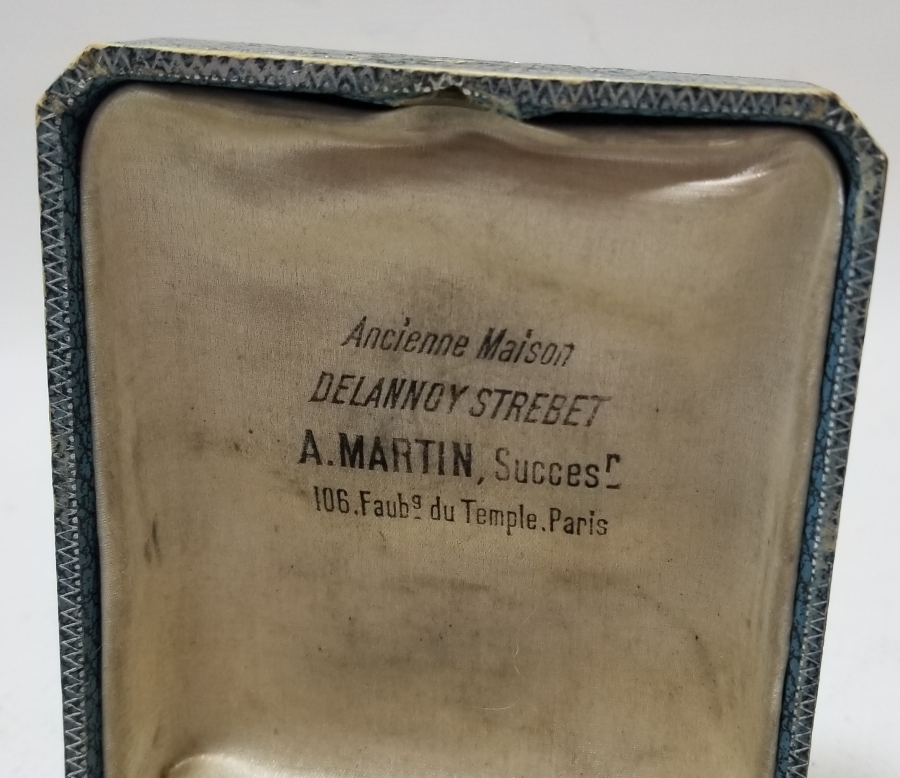 Ancienne Maison
DELANNOY STREBET
A. MARTIN, Succesʳ
106. Faubᵍ du Temple. Paris